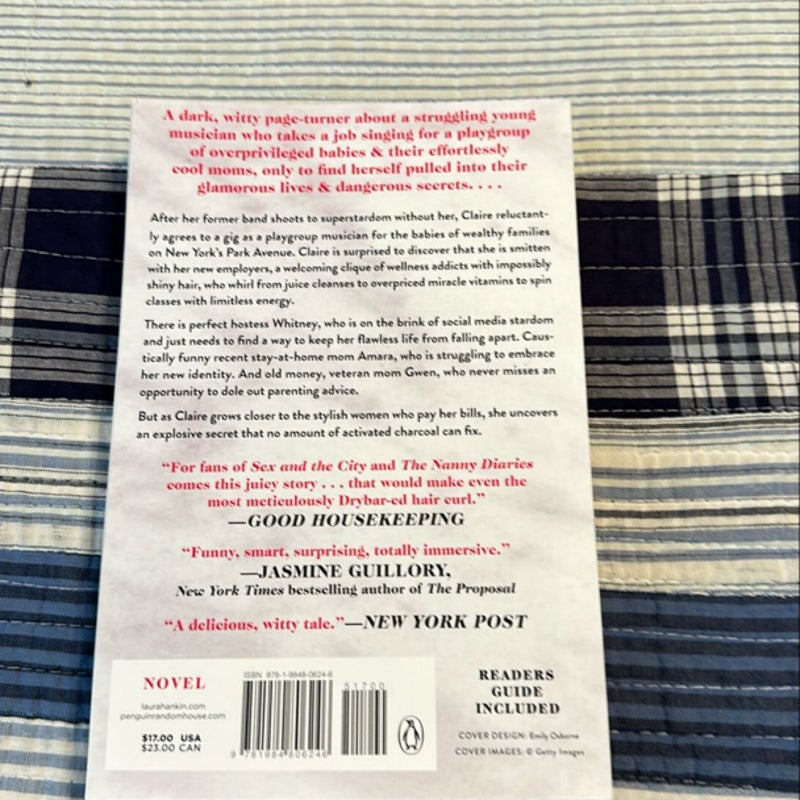 A dark, witty page-turner about a struggling young
musician who takes a job singing for a playgroup
of overprivileged babies & their effortlessly
cool moms, only to find herself pulled into their
glamorous lives & dangerous secrets. . . .
After her former band shoots to superstardom without her, Claire reluctant-
ly agrees to a gig as a playgroup musician for the babies of wealthy families
on New York's Park Avenue. Claire is surprised to discover that she is smitten
with her new employers, a welcoming clique of wellness addicts with impossibly
shiny hair, who whirl from juice cleanses to overpriced miracle vitamins to spin
classes with limitless energy.
There is perfect hostess Whitney, who is on the brink of social media stardom
and just needs to find a way to keep her flawless life from falling apart. Caus-
tically funny recent stay-at-home mom Amara, who is struggling to embrace
her new identity. And old money, veteran mom Gwen, who never misses an
opportunity to dole out parenting advice.
But as Claire grows closer to the stylish women who pay her bills, she uncovers
an explosive secret that no amount of activated charcoal can fix.
“For fans of Sex and the City and The Nanny Diaries
comes this juicy story . . . that would make even the
most meticulously Drybar-ed hair curl.”
—GOOD HOUSEKEEPING
“Funny, smart, surprising, totally immersive.”
—JASMINE GUILLORY,
New York Times bestselling author of The Proposal
“A delicious, witty tale.”—NEW YORK POST
NOVEL
laurahankin.com
penguinrandomhouse.com
$17.00 USA
$23.00 CAN
ISBN 978-1-9848-0624-6
51700
9 781984 806246
READERS
GUIDE
INCLUDED
COVER DESIGN: Emily Osborne
COVER IMAGES: © Getty Images